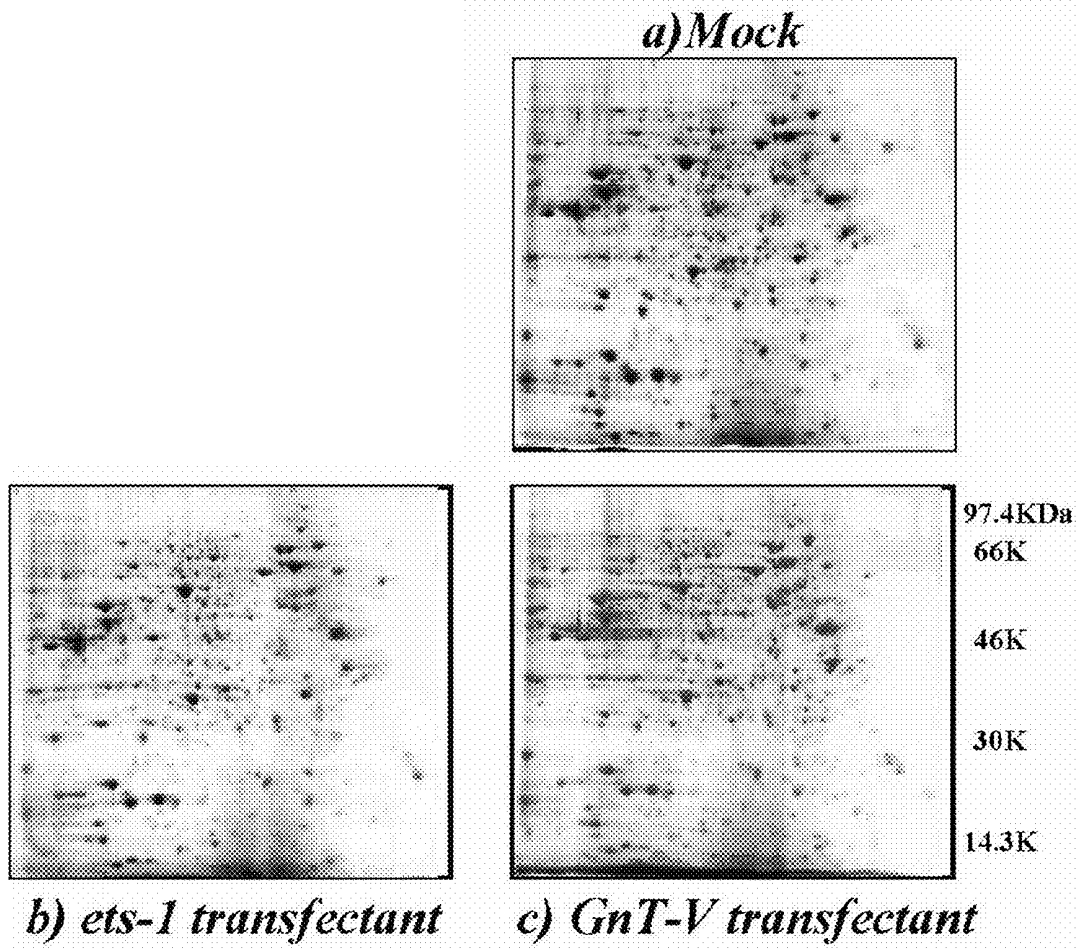 a)Mock
97.4KDa
66K
46K
30K
14.3K
b) ets-1 transfectant
c) GnT-V transfectant